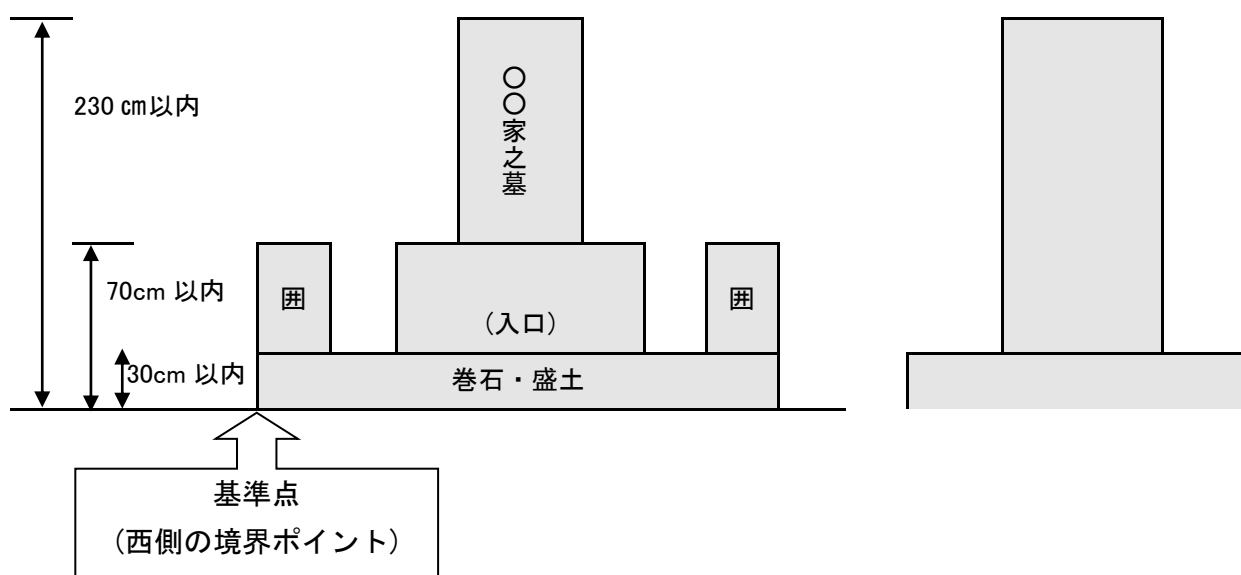 230 ㎝以内
〇〇家之墓
70cm 以内
囲
(入口)
囲
30cm 以内
巻石・盛土
基準点
(西側の境界ポイント)